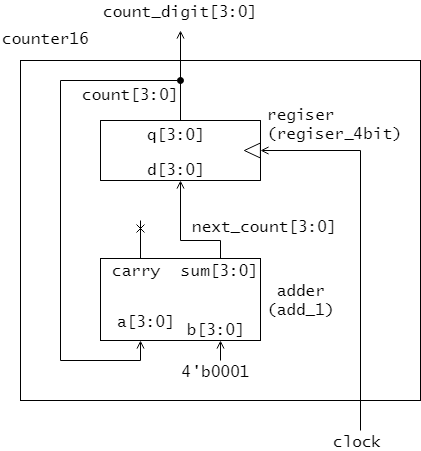 count_digit[3:0]
counter16
count[3:0]
regiser
(regiser_4bit)
q[3:0]
d[3:0]
next_count[3:0]
carry sum[3:0]
adder
(add_1)
a[3:0]
b[3:0]
4'b0001
clock